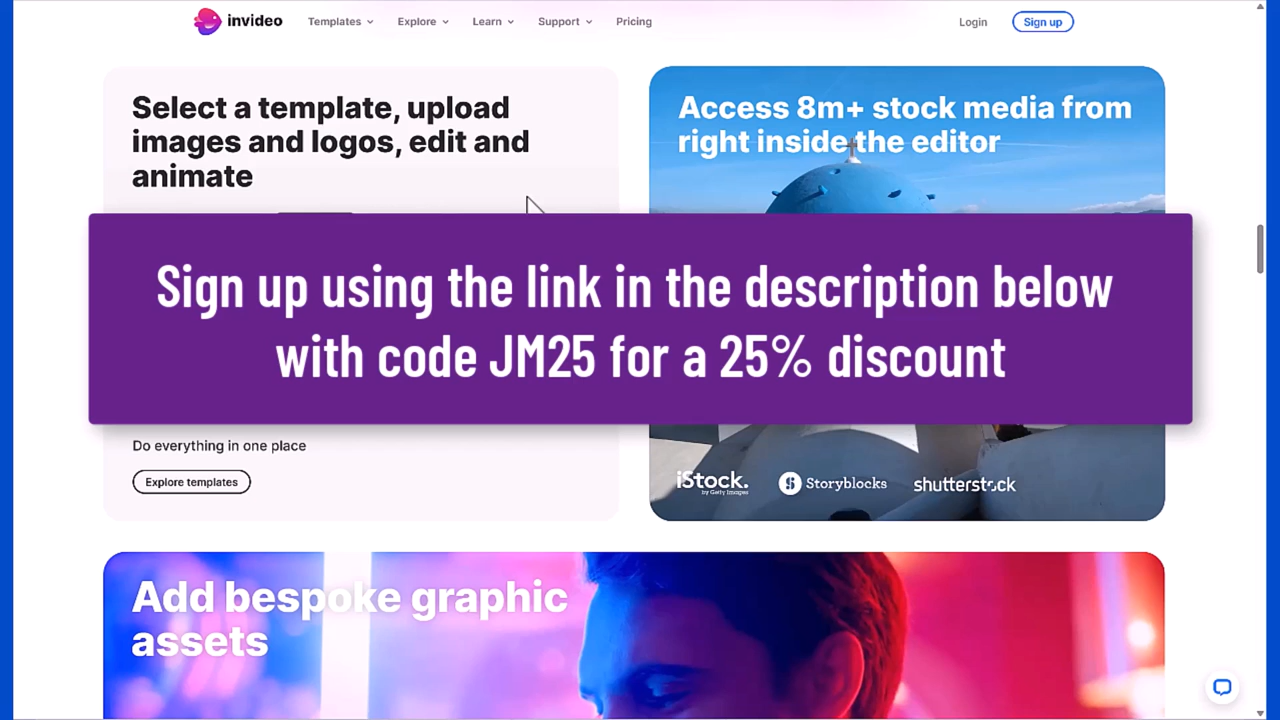 invideo
Templates
Explore
Learn
Support
Pricing
Login
Sign up
Select a template, upload
images and logos, edit and
animate
Access 8m+ stock media from
right inside the editor
Sign up using the link in the description below
with code JM25 for a 25% discount
Do everything in one place
Explore templates
iStock.
by Getty Images
Storyblocks
shutterstock
Add bespoke graphic
assets